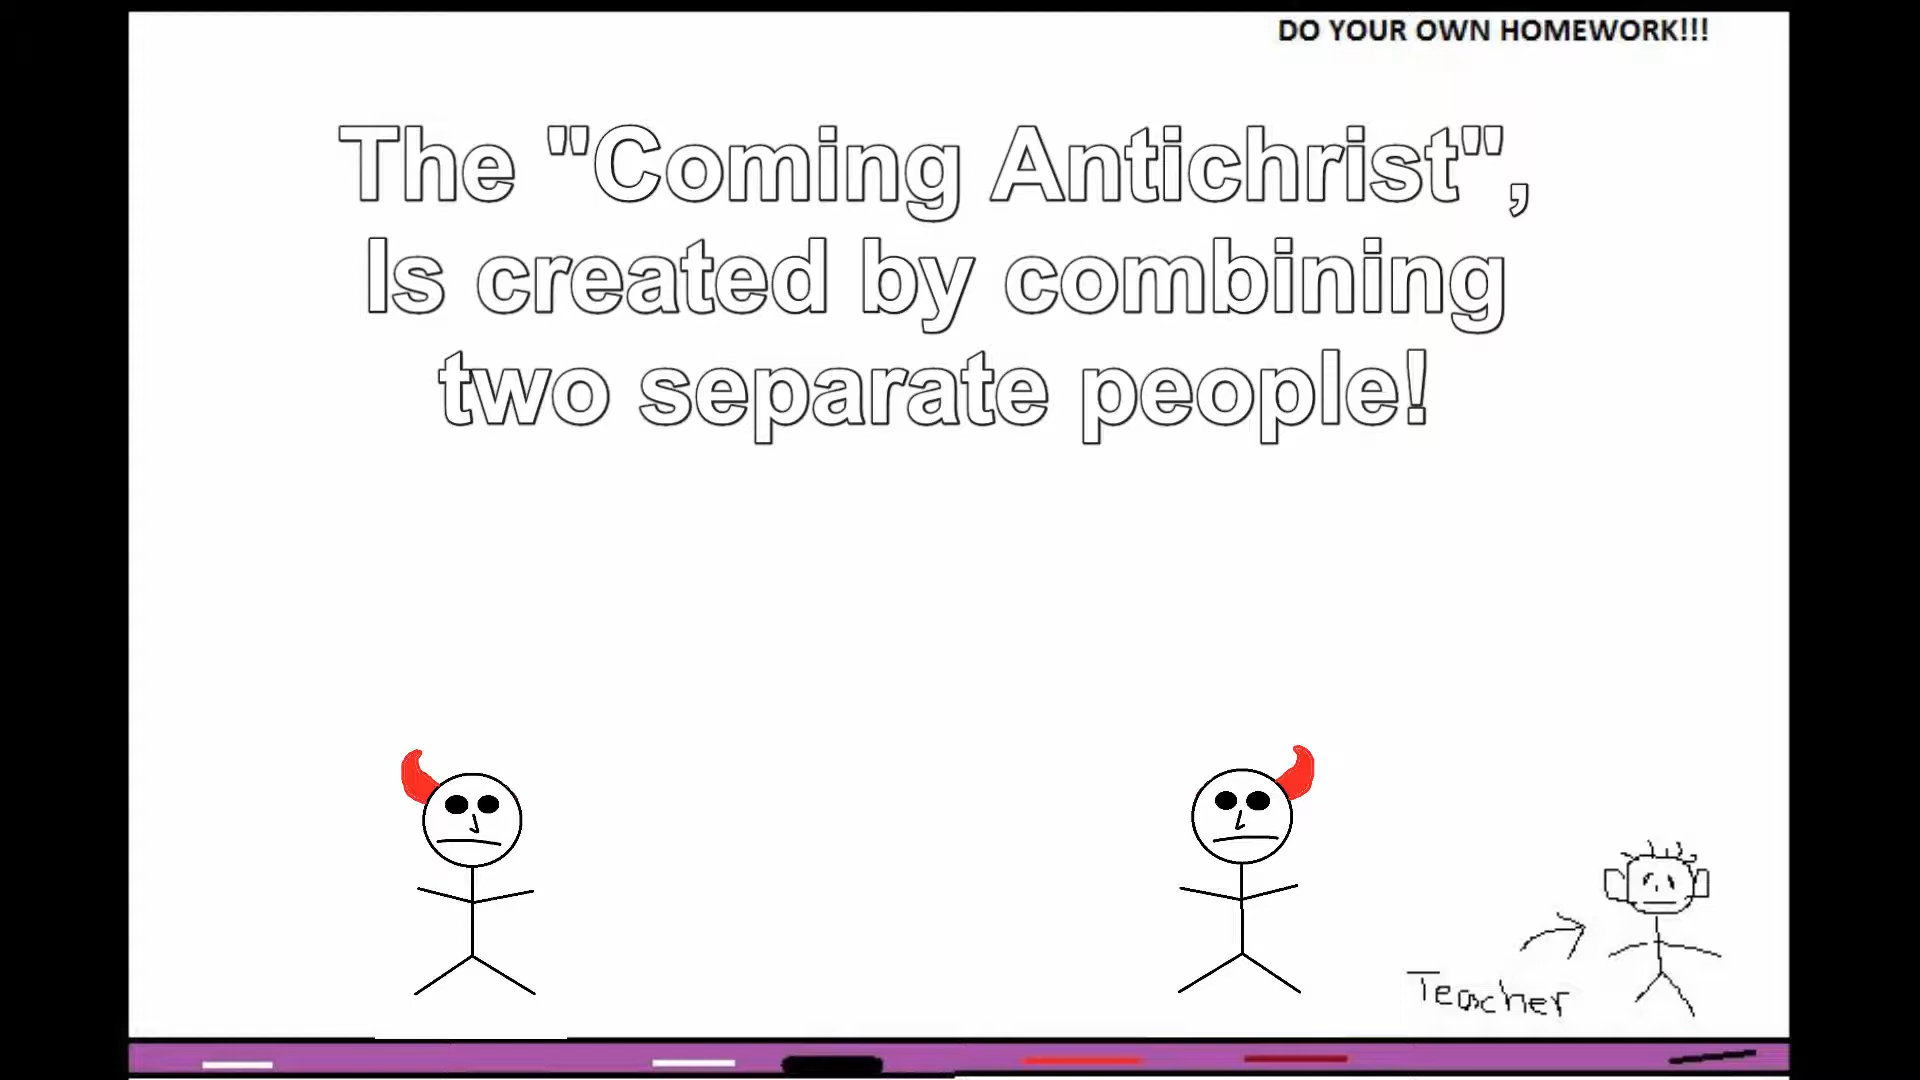 DO YOUR OWN HOMEWORK!!!
The "Coming Antichrist",
Is created by combining
two separate people!
Teacher